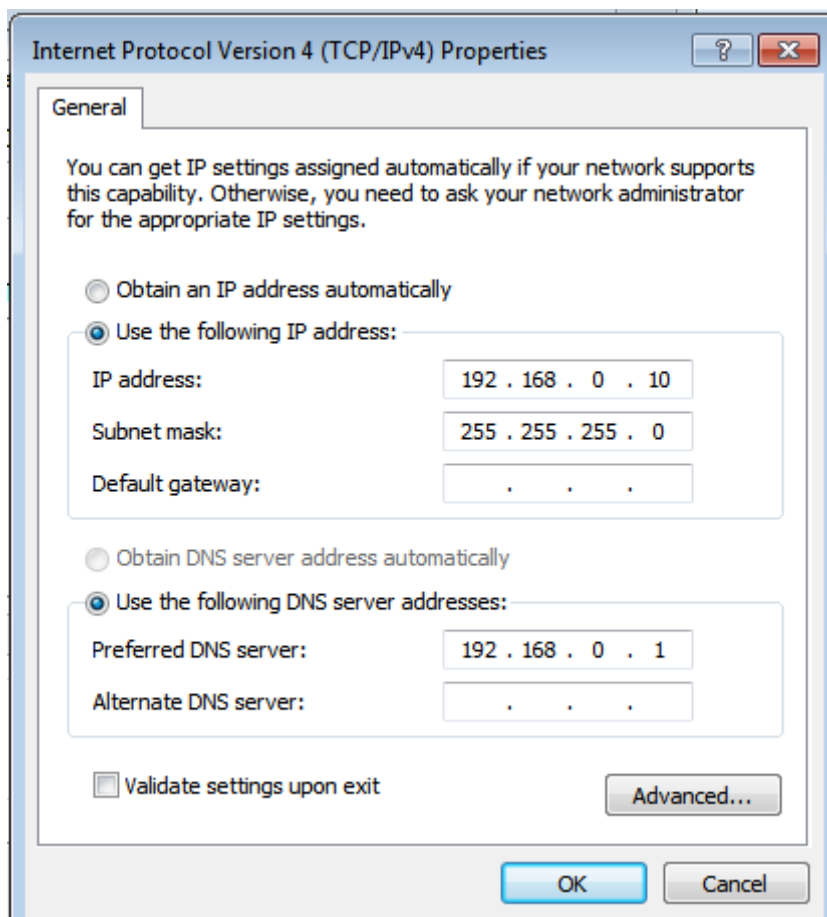 Internet Protocol Version 4 (TCP/IPv4) Properties
General
You can get IP settings assigned automatically if your network supports
this capability. Otherwise, you need to ask your network administrator
for the appropriate IP settings.
Obtain an IP address automatically
Use the following IP address:
IP address: 192 . 168 . 0 . 10
Subnet mask: 255 . 255 . 255 . 0
Default gateway: . . .
Obtain DNS server address automatically
Use the following DNS server addresses:
Preferred DNS server: 192 . 168 . 0 . 1
Alternate DNS server: . . .
Validate settings upon exit
Advanced...
OK Cancel